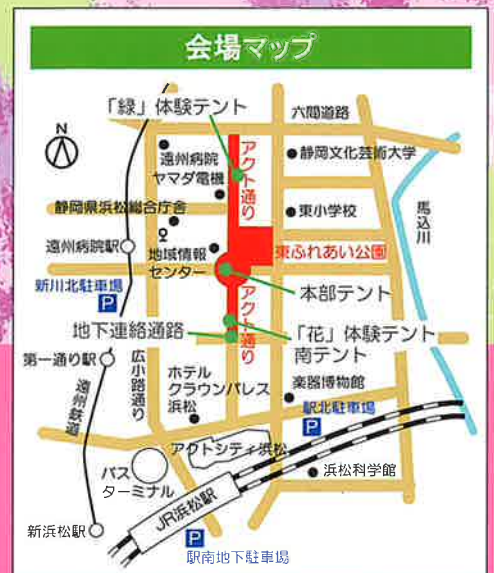 会場マップ
「緑」体験テント
六間道路
N
遠州病院
ヤマダ電機
アクト通り
静岡文化芸術大学
静岡県浜松総合庁舎
東小学校
馬込川
遠州病院駅
地域情報
センター
東ふれあい公園
新川北駐車場
P
本部テント
アクト通り
地下連絡通路
「花」体験テント
南テント
第一通り駅
広小路通り
ホテル
クラウンパレス
浜松
楽器博物館
遠州鉄道
駅北駐車場
P
アクトシティ浜松
バス
ターミナル
浜松科学館
JR浜松駅
新浜松駅
P
駅南地下駐車場